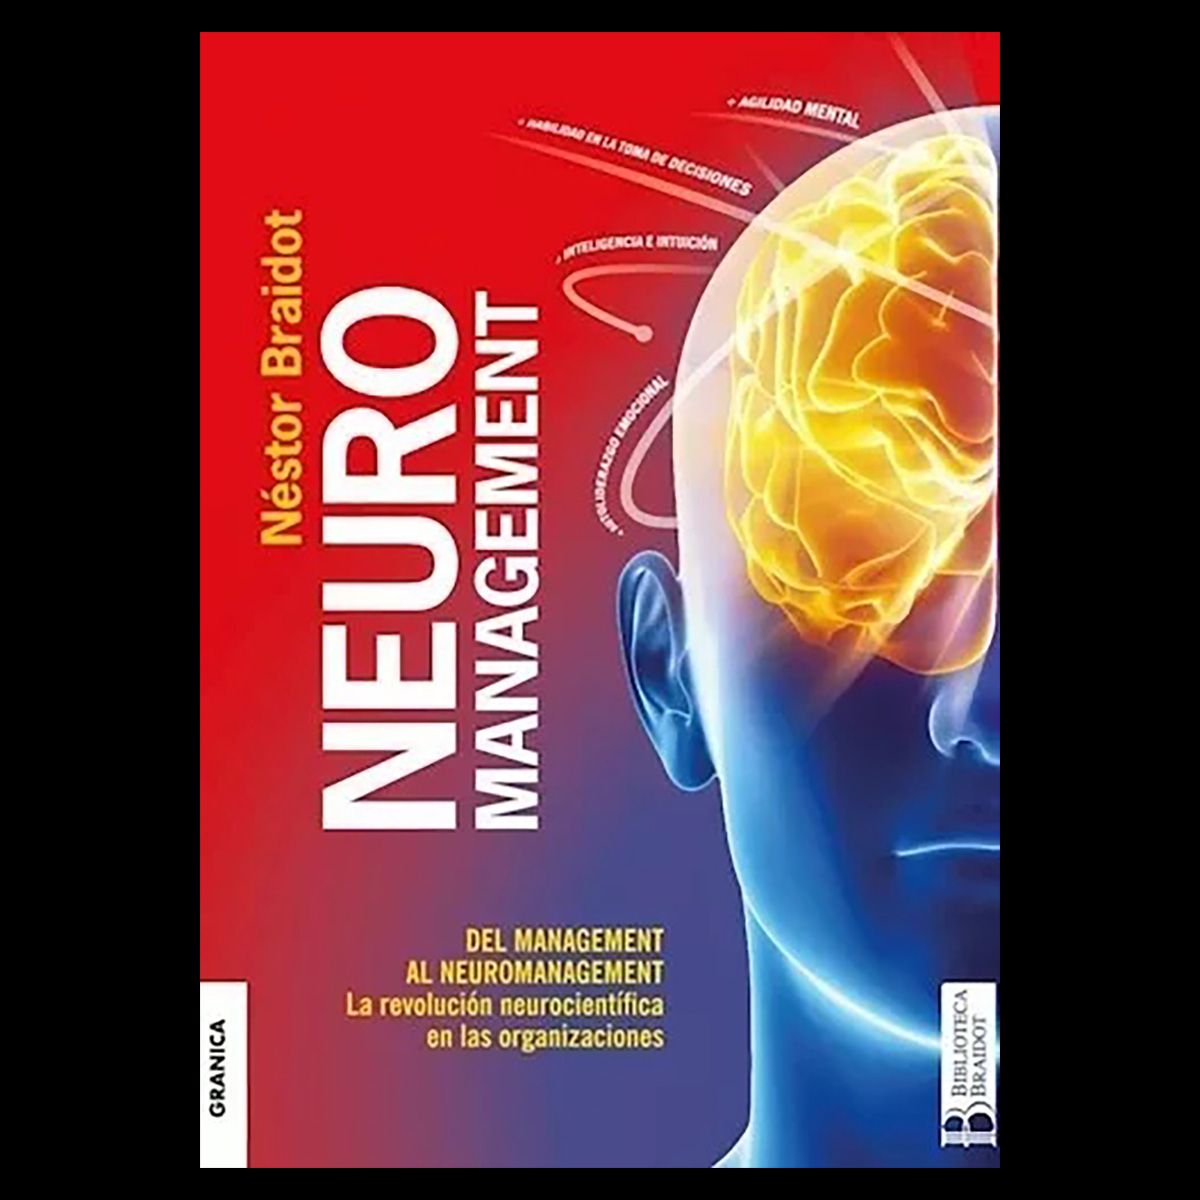 Néstor Braidot
NEURO
MANAGEMENT
+ AGILIDAD MENTAL
+ HABILIDAD EN LA TOMA DE DECISIONES
+ INTELIGENCIA E INTUICIÓN
+ AUTOLIDERAZGO EMOCIONAL
DEL MANAGEMENT
AL NEUROMANAGEMENT
La revolución neurocientífica
en las organizaciones
GRANICA
BIBLIOTECA
BRAIDOT